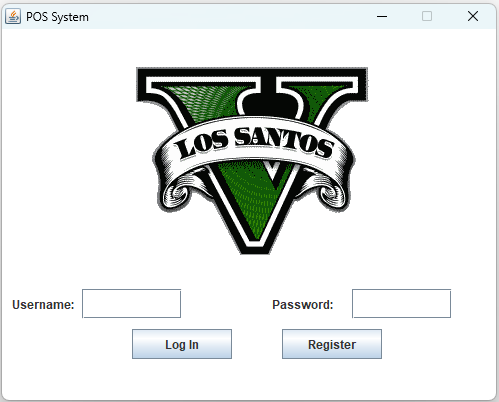 POS System
V
LOS SANTOS
Username: Password:
Log In Register